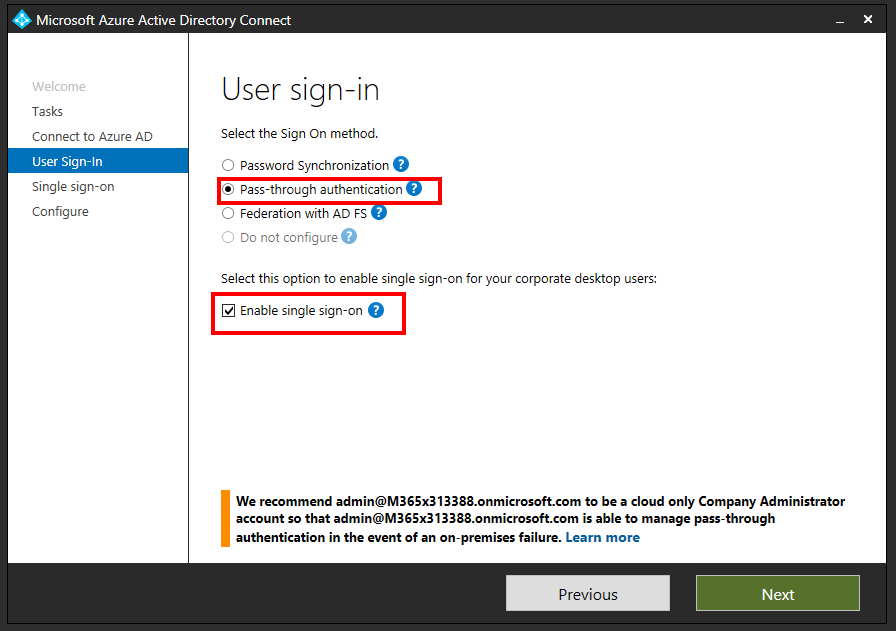 Microsoft Azure Active Directory Connect
Welcome
Tasks
Connect to Azure AD
User Sign-In
Single sign-on
Configure
User sign-in
Select the Sign On method.
Password Synchronization ?
Pass-through authentication ?
Federation with AD FS ?
Do not configure ?
Select this option to enable single sign-on for your corporate desktop users:
Enable single sign-on ?
We recommend admin@M365x313388.onmicrosoft.com to be a cloud only Company Administrator
account so that admin@M365x313388.onmicrosoft.com is able to manage pass-through
authentication in the event of an on-premises failure. Learn more
Previous
Next